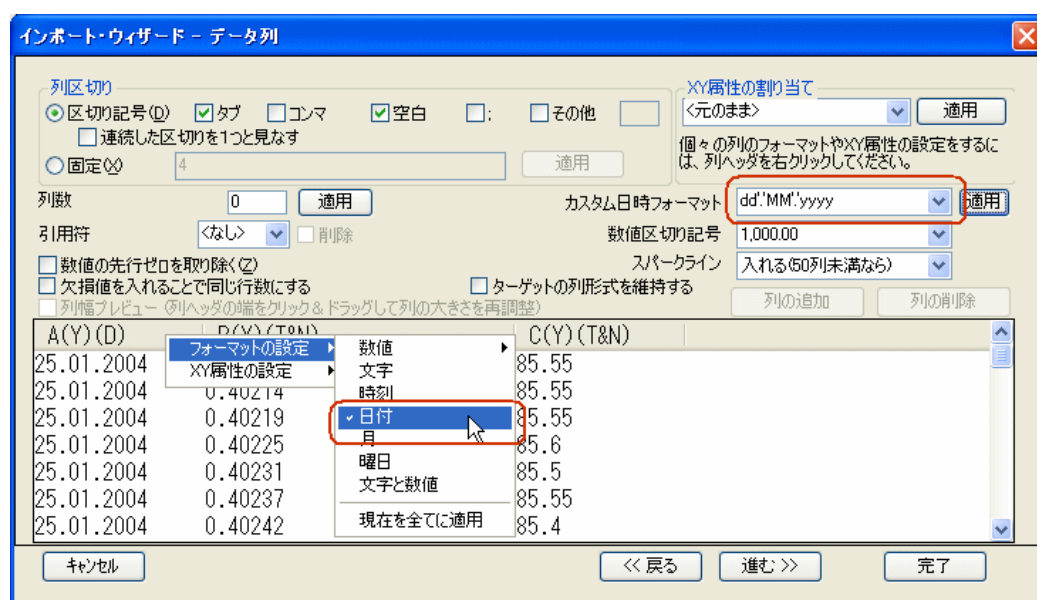 インポート・ウィザード - データ列
列区切り
区切り記号(D) タブ コンマ 空白 : その他
連続した区切りを1つと見なす
固定(X) 4 適用
XY属性の割り当て
<元のまま> 適用
個々の列のフォーマットやXY属性の設定をするに
は、列ヘッダを右クリックしてください。
列数 0 適用
カスタム日時フォーマット dd'.'MM'.'yyyy 適用
引用符 <なし> 削除
数値区切り記号 1,000.00
数値の先行ゼロを取り除く(Z)
スパークライン 入れる(50列未満なら)
欠損値を入れることで同じ行数にする
ターゲットの列形式を維持する
列幅プレビュー (列ヘッダの端をクリック&ドラッグして列の大きさを再調整)
列の追加 列の削除
A(Y)(D) B(Y)(T&N) C(Y)(T&N)
フォーマットの設定
XY属性の設定
数値
文字
時刻
日付
月
曜日
文字と数値
現在を全てに適用
25.01.2004 85.55
25.01.2004 0.40214 85.55
25.01.2004 0.40219 85.55
25.01.2004 0.40225 85.6
25.01.2004 0.40231 85.5
25.01.2004 0.40237 85.55
25.01.2004 0.40242 85.4
キャンセル << 戻る 進む >> 完了